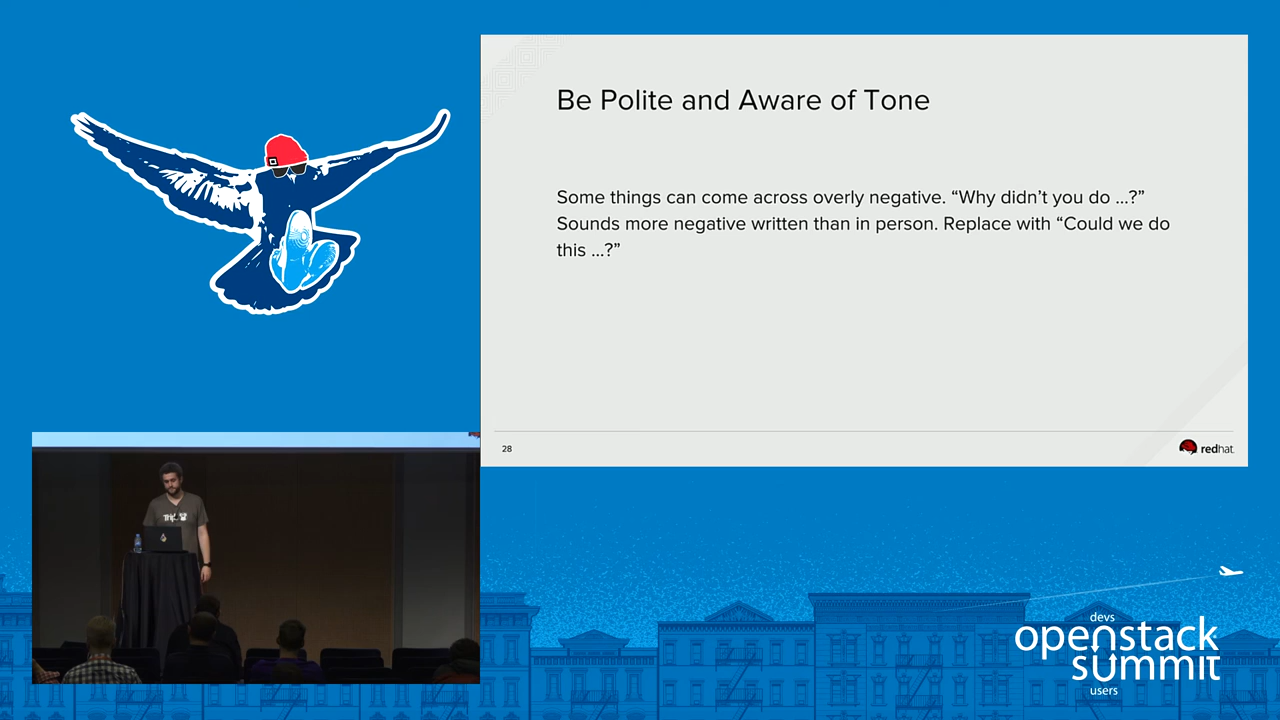 Be Polite and Aware of Tone
Some things can come across overly negative. “Why didn’t you do ...?”
Sounds more negative written than in person. Replace with “Could we do
this ...?”
28
redhat.
devs
openstack
summit
users